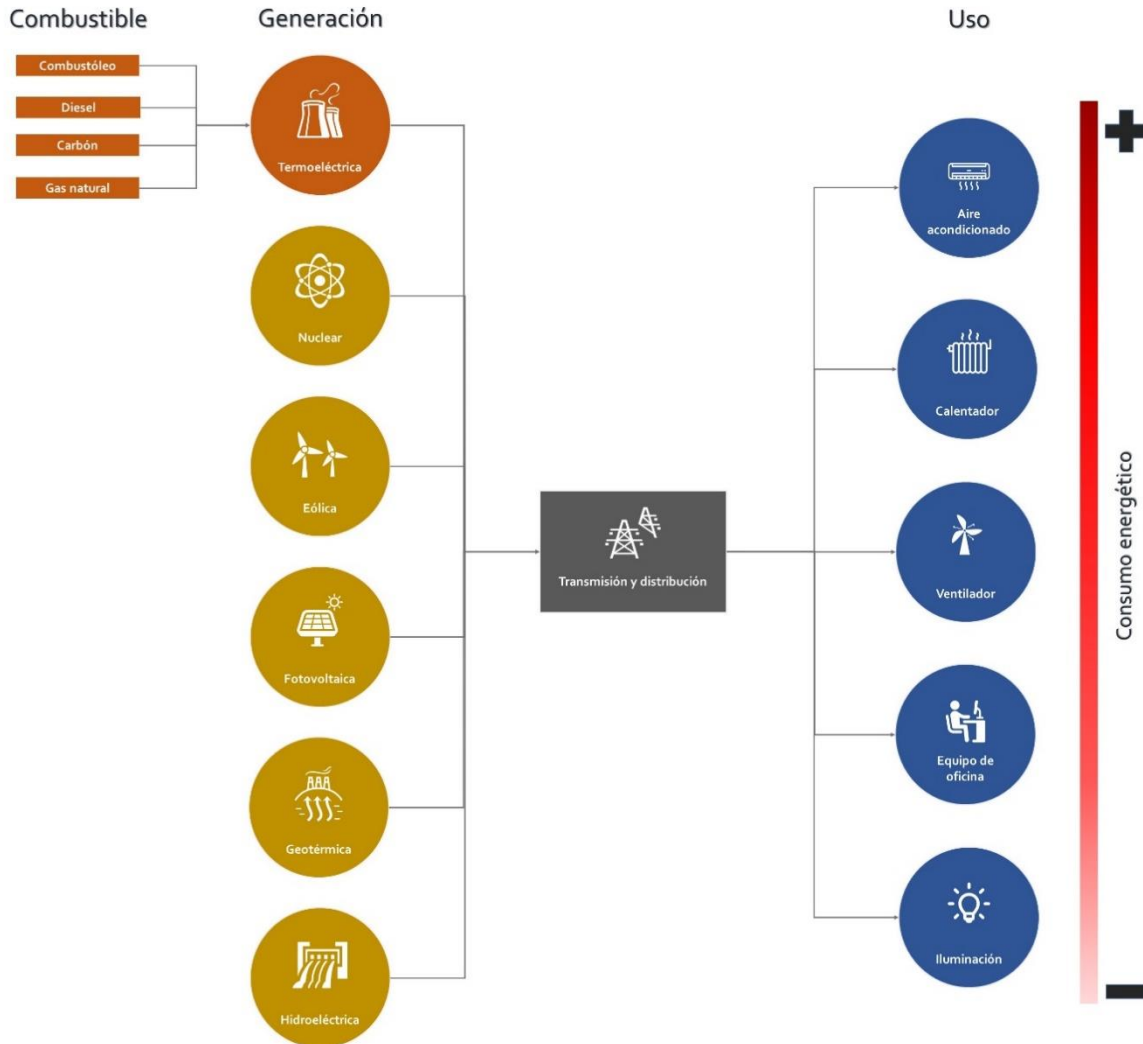 Combustible
Generación
Uso
Combustóleo
Diesel
Carbón
Gas natural
Termoeléctrica
Nuclear
Eólica
Fotovoltaica
Geotérmica
Hidroeléctrica
Transmisión y distribución
Aire
acondicionado
Calentador
Ventilador
Equipo de
oficina
Iluminación
+
Consumo energético
-